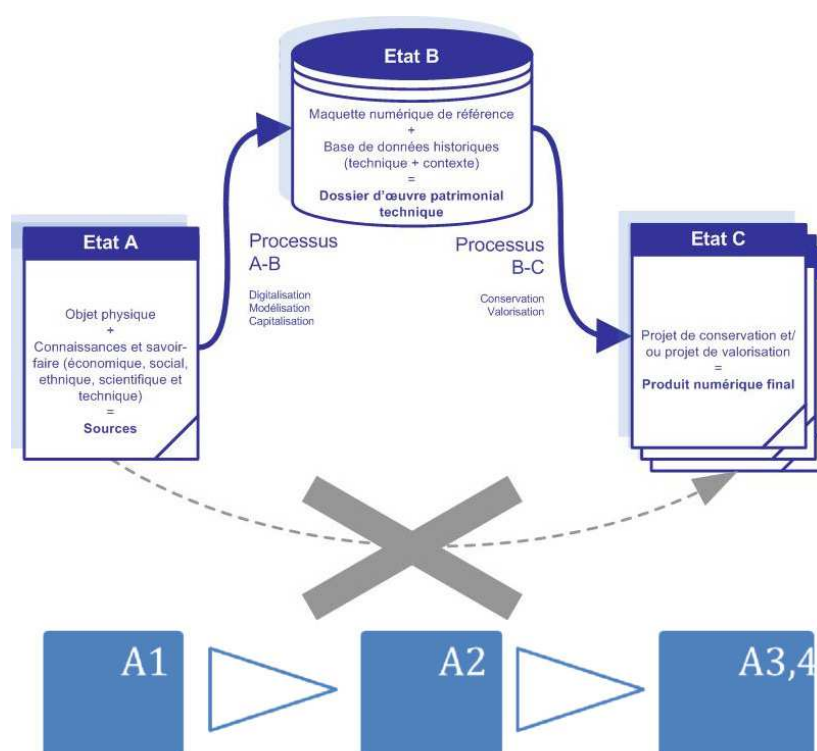 Etat B
Maquette numérique de référence
+
Base de données historiques
(technique + contexte)
=
Dossier d'œuvre patrimonial
technique
Etat A
Objet physique
+
Connaissances et savoir-
faire (économique, social,
ethnique, scientifique et
technique)
=
Sources
Processus
A-B
Digitalisation
Modélisation
Capitalisation
Processus
B-C
Conservation
Valorisation
Etat C
Projet de conservation et/
ou projet de valorisation
=
Produit numérique final
A1
A2
A3,4